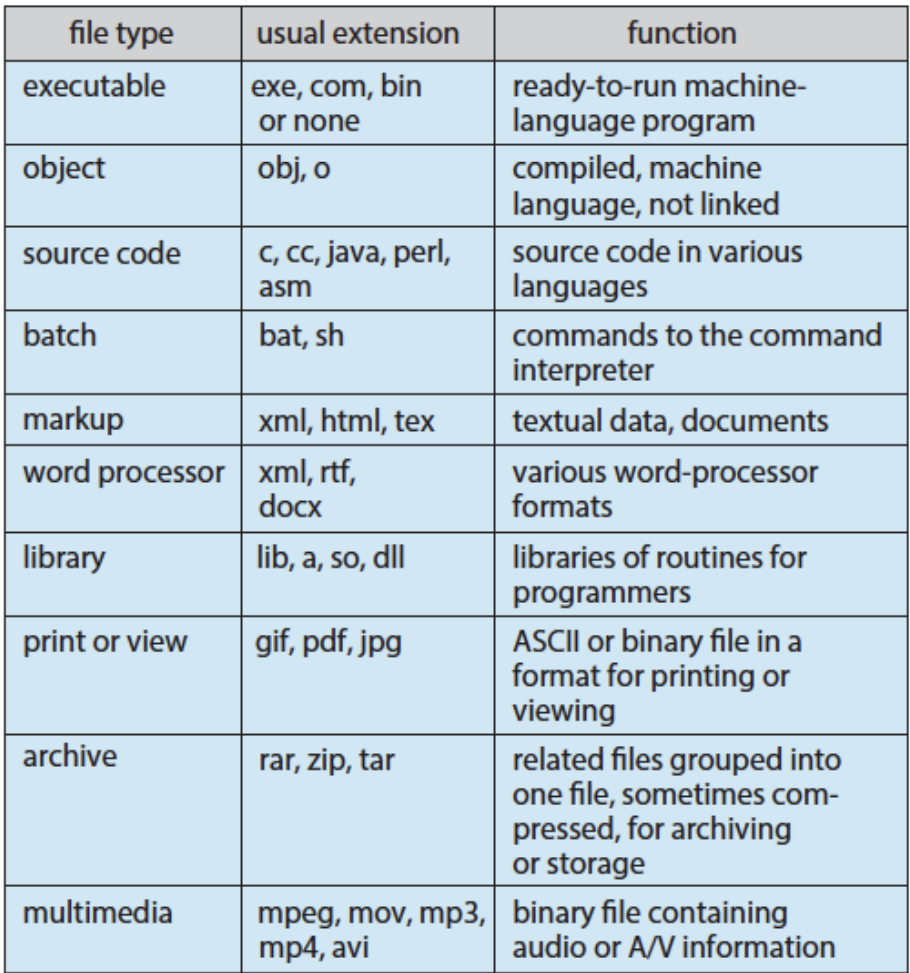 file type usual extension function
executable exe, com, bin ready-to-run machine-
or none language program
object obj, o compiled, machine
language, not linked
source code c, cc, java, perl, source code in various
asm languages
batch bat, sh commands to the command
interpreter
markup xml, html, tex textual data, documents
word processor xml, rtf, various word-processor
docx formats
library lib, a, so, dll libraries of routines for
programmers
print or view gif, pdf, jpg ASCII or binary file in a
format for printing or
viewing
archive rar, zip, tar related files grouped into
one file, sometimes com-
pressed, for archiving
or storage
multimedia mpeg, mov, mp3, binary file containing
mp4, avi audio or A/V information